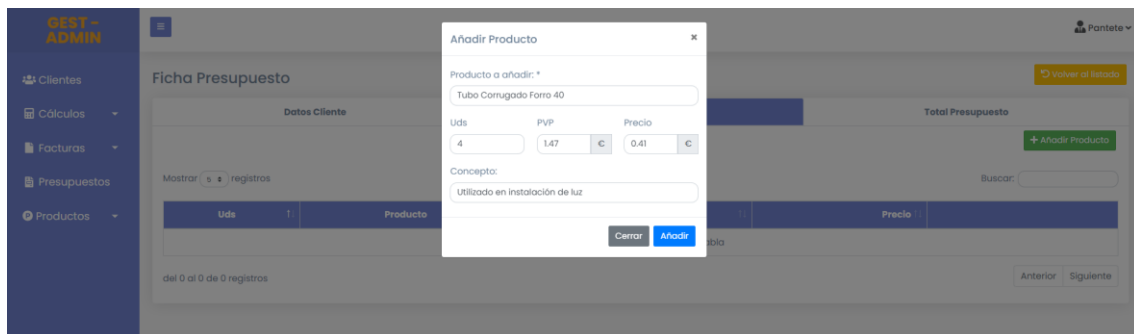 GEST-
ADMIN
Pantete
Clientes
Cálculos
Facturas
Presupuestos
Productos
Ficha Presupuesto
Volver al listado
Datos Cliente
Total Presupuesto
+ Añadir Producto
Mostrar 5 registros
Buscar:
Uds
Producto
Precio
abla
del 0 al 0 de 0 registros
Anterior Siguiente
Añadir Producto ×
Producto a añadir: *
Tubo Corrugado Forro 40
Uds PVP Precio
4 1.47 € 0.41 €
Concepto:
Utilizado en instalación de luz
Cerrar Añadir